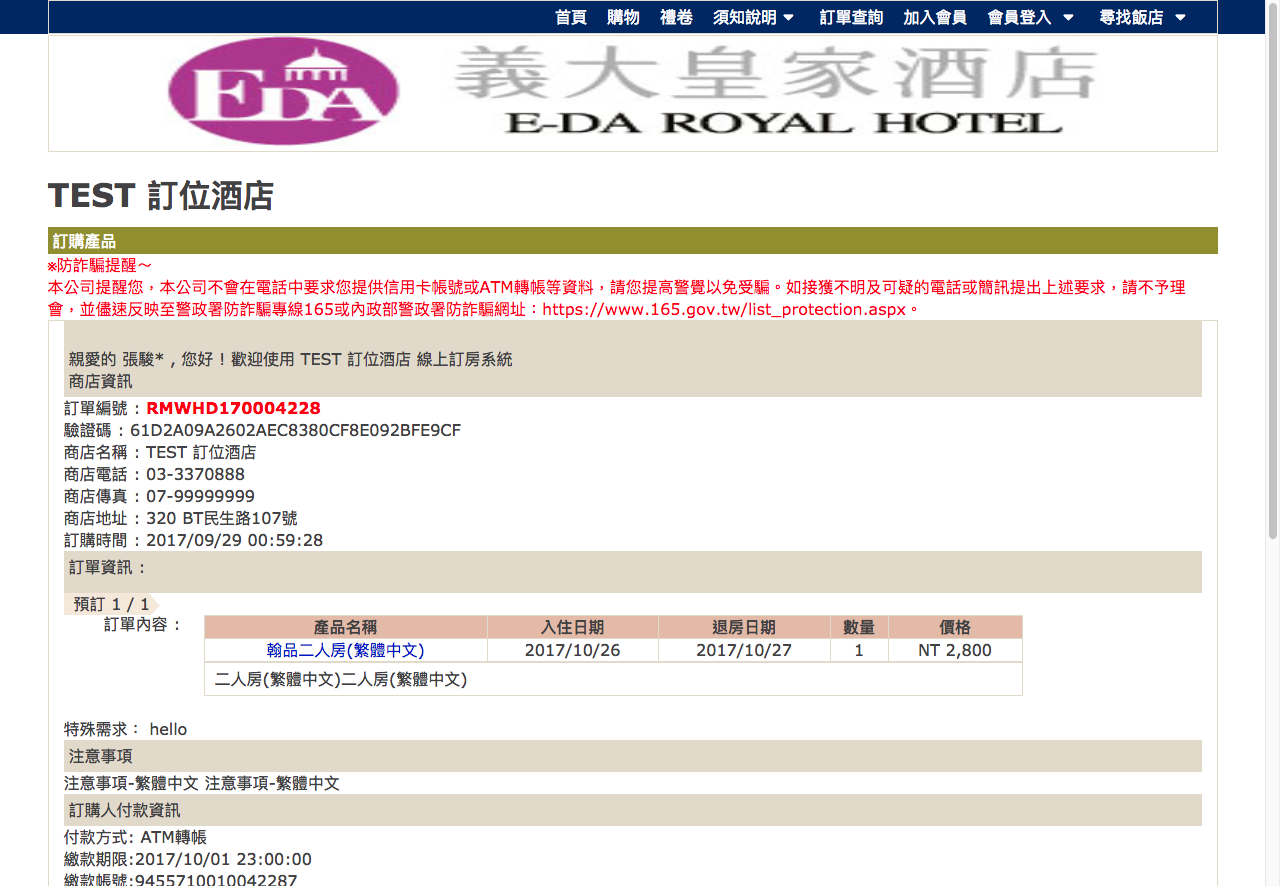 首頁 購物 禮卷 須知說明 訂單查詢 加入會員 會員登入 尋找飯店
EDA 義大皇家酒店
E-DA ROYAL HOTEL
TEST 訂位酒店
訂購產品
※防詐騙提醒～
本公司提醒您，本公司不會在電話中要求您提供信用卡帳號或ATM轉帳等資料，請您提高警覺以免受騙。如接獲不明及可疑的電話或簡訊提出上述要求，請不予理
會，並儘速反映至警政署防詐騙專線165或內政部警政署防詐騙網址：https://www.165.gov.tw/list_protection.aspx。
親愛的 張駿* , 您好 ! 歡迎使用 TEST 訂位酒店 線上訂房系統
商店資訊
訂單編號 : RMWHD170004228
驗證碼 : 61D2A09A2602AEC8380CF8E092BFE9CF
商店名稱 : TEST 訂位酒店
商店電話 : 03-3370888
商店傳真 : 07-99999999
商店地址 : 320 BT民生路107號
訂購時間 : 2017/09/29 00:59:28
訂單資訊 :
預訂 1 / 1
訂單內容 :
產品名稱 入住日期 退房日期 數量 價格
翰品二人房(繁體中文) 2017/10/26 2017/10/27 1 NT 2,800
二人房(繁體中文)二人房(繁體中文)
特殊需求： hello
注意事項
注意事項-繁體中文 注意事項-繁體中文
訂購人付款資訊
付款方式: ATM轉帳
繳款期限:2017/10/01 23:00:00
繳款帳號:9455710010042287